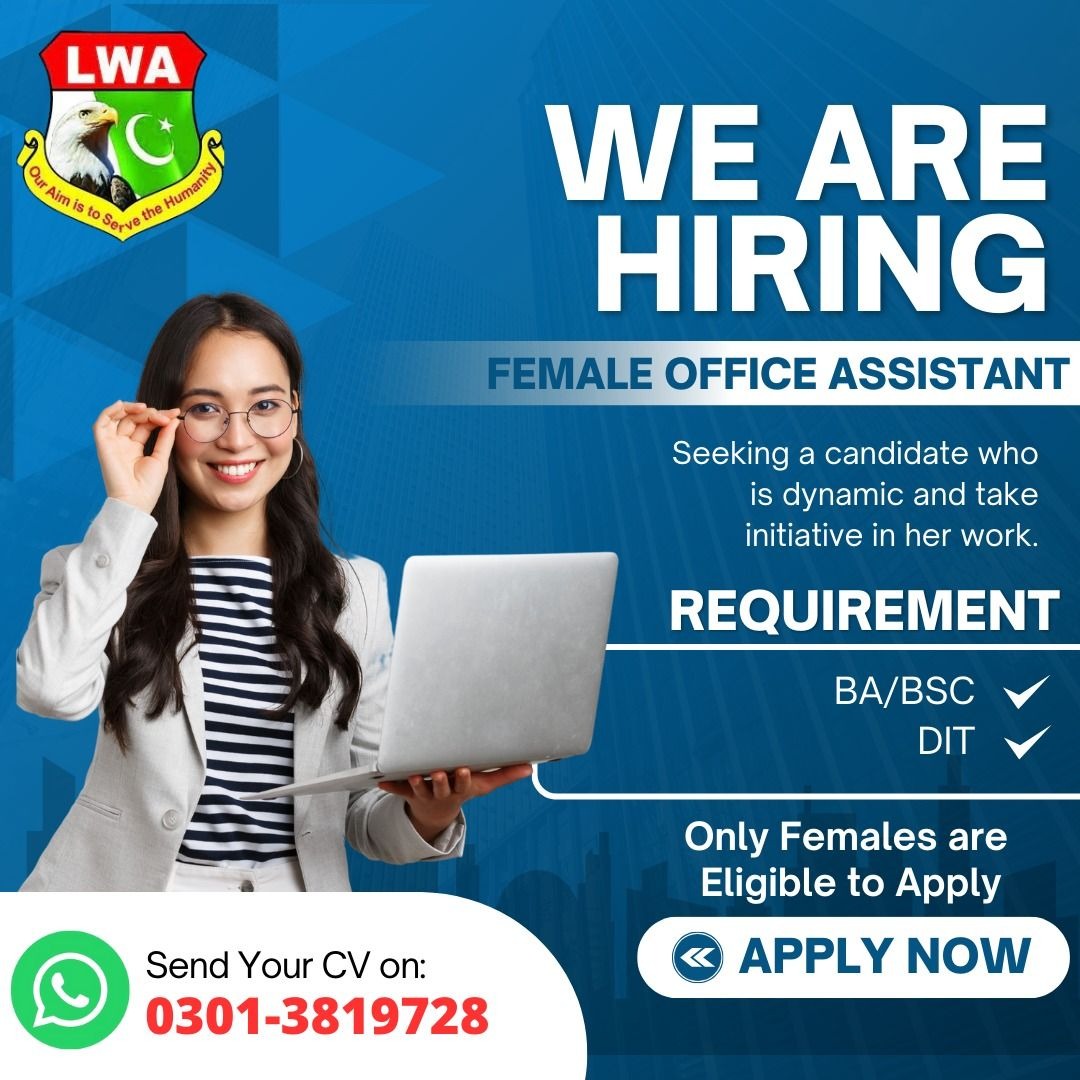 LWA
Our Aim is to Serve the Humanity
WE ARE
HIRING
FEMALE OFFICE ASSISTANT
Seeking a candidate who
is dynamic and take
initiative in her work.
REQUIREMENT
BA/BSC
DIT
Only Females are
Eligible to Apply
APPLY NOW
Send Your CV on:
0301-3819728